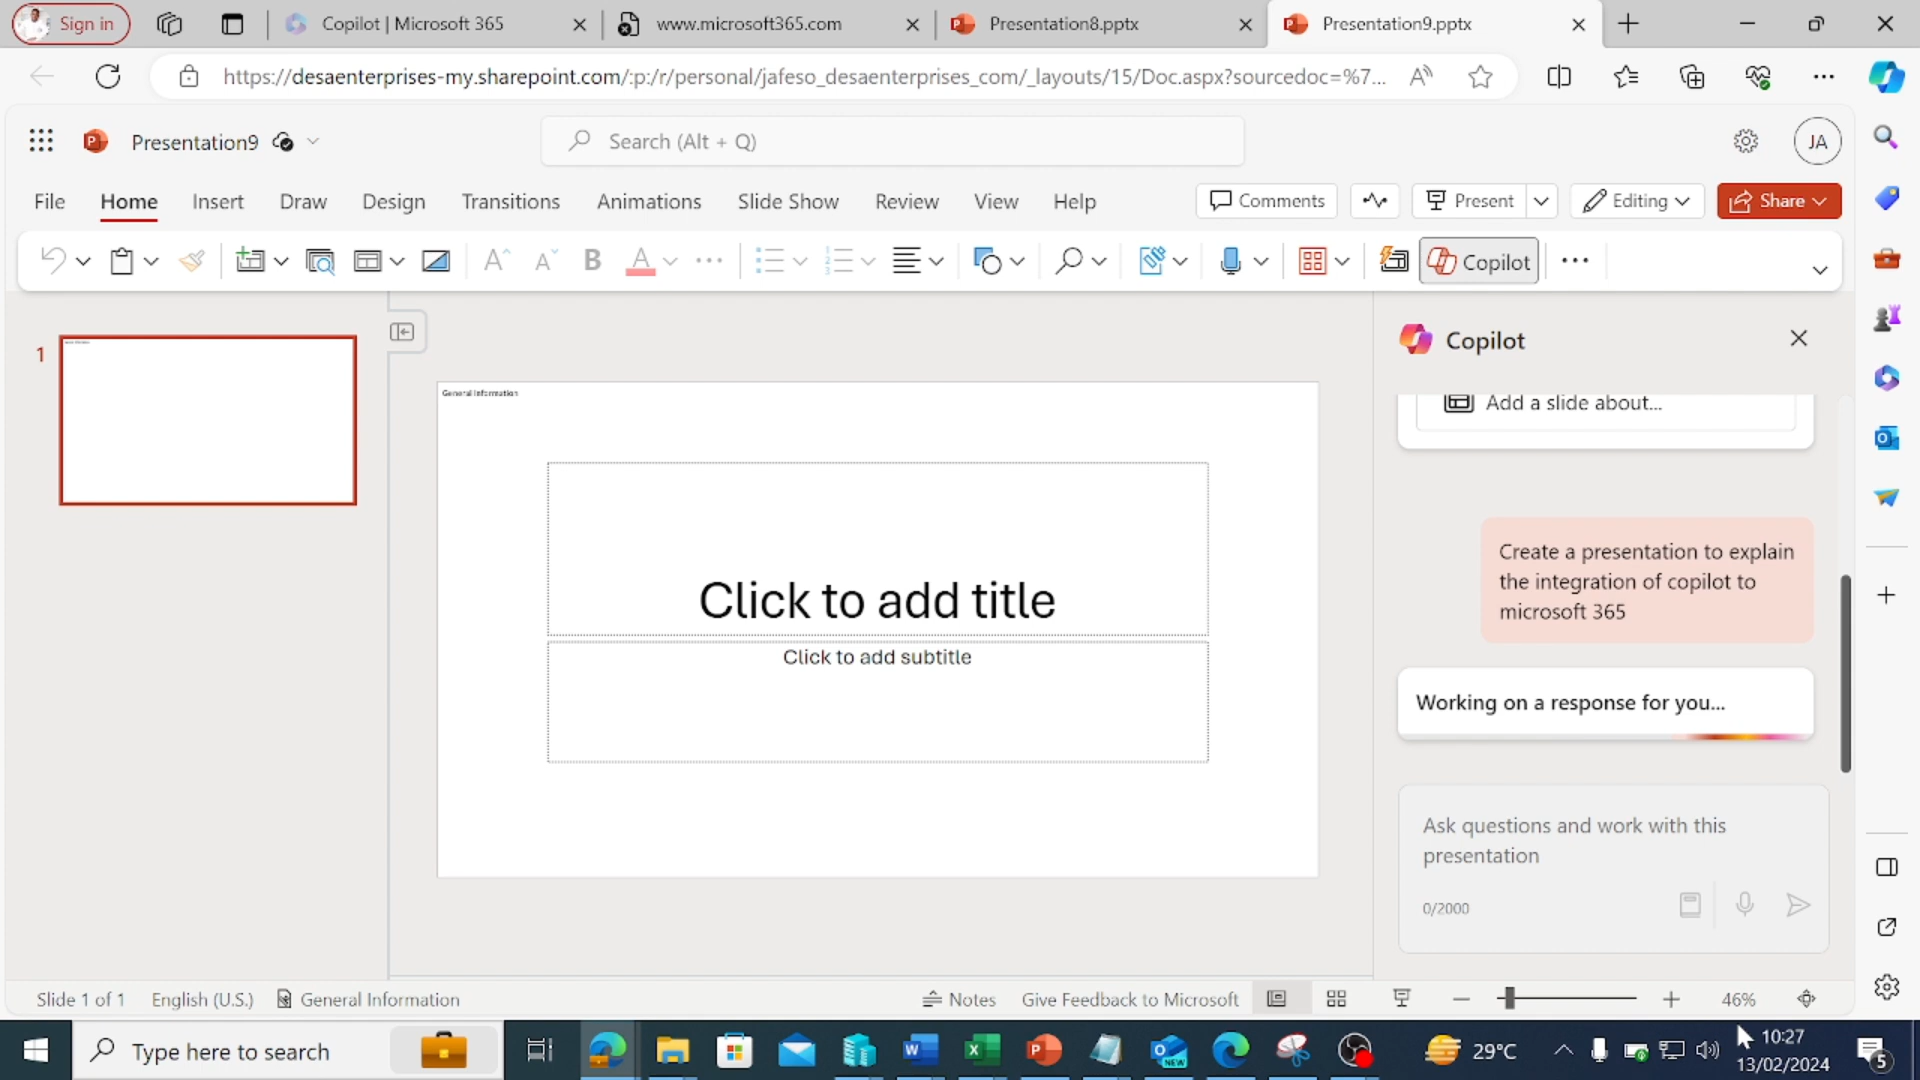 Sign in
Copilot | Microsoft 365
www.microsoft365.com
Presentation8.pptx
Presentation9.pptx
https://desaenterprises-my.sharepoint.com/:p:/r/personal/jafeso_desaenterprises_com/_layouts/15/Doc.aspx?sourcedoc=%7...
Presentation9
Search (Alt + Q)
JA
File Home Insert Draw Design Transitions Animations Slide Show Review View Help
Comments Present Editing Share
Copilot
1
General Information
Click to add title
Click to add subtitle
Copilot
Add a slide about...
Create a presentation to explain
the integration of copilot to
microsoft 365
Working on a response for you...
Ask questions and work with this
presentation
0/2000
Slide 1 of 1 English (U.S.) General Information
Notes Give Feedback to Microsoft 46%
Type here to search
29°C
10:27
13/02/2024
5